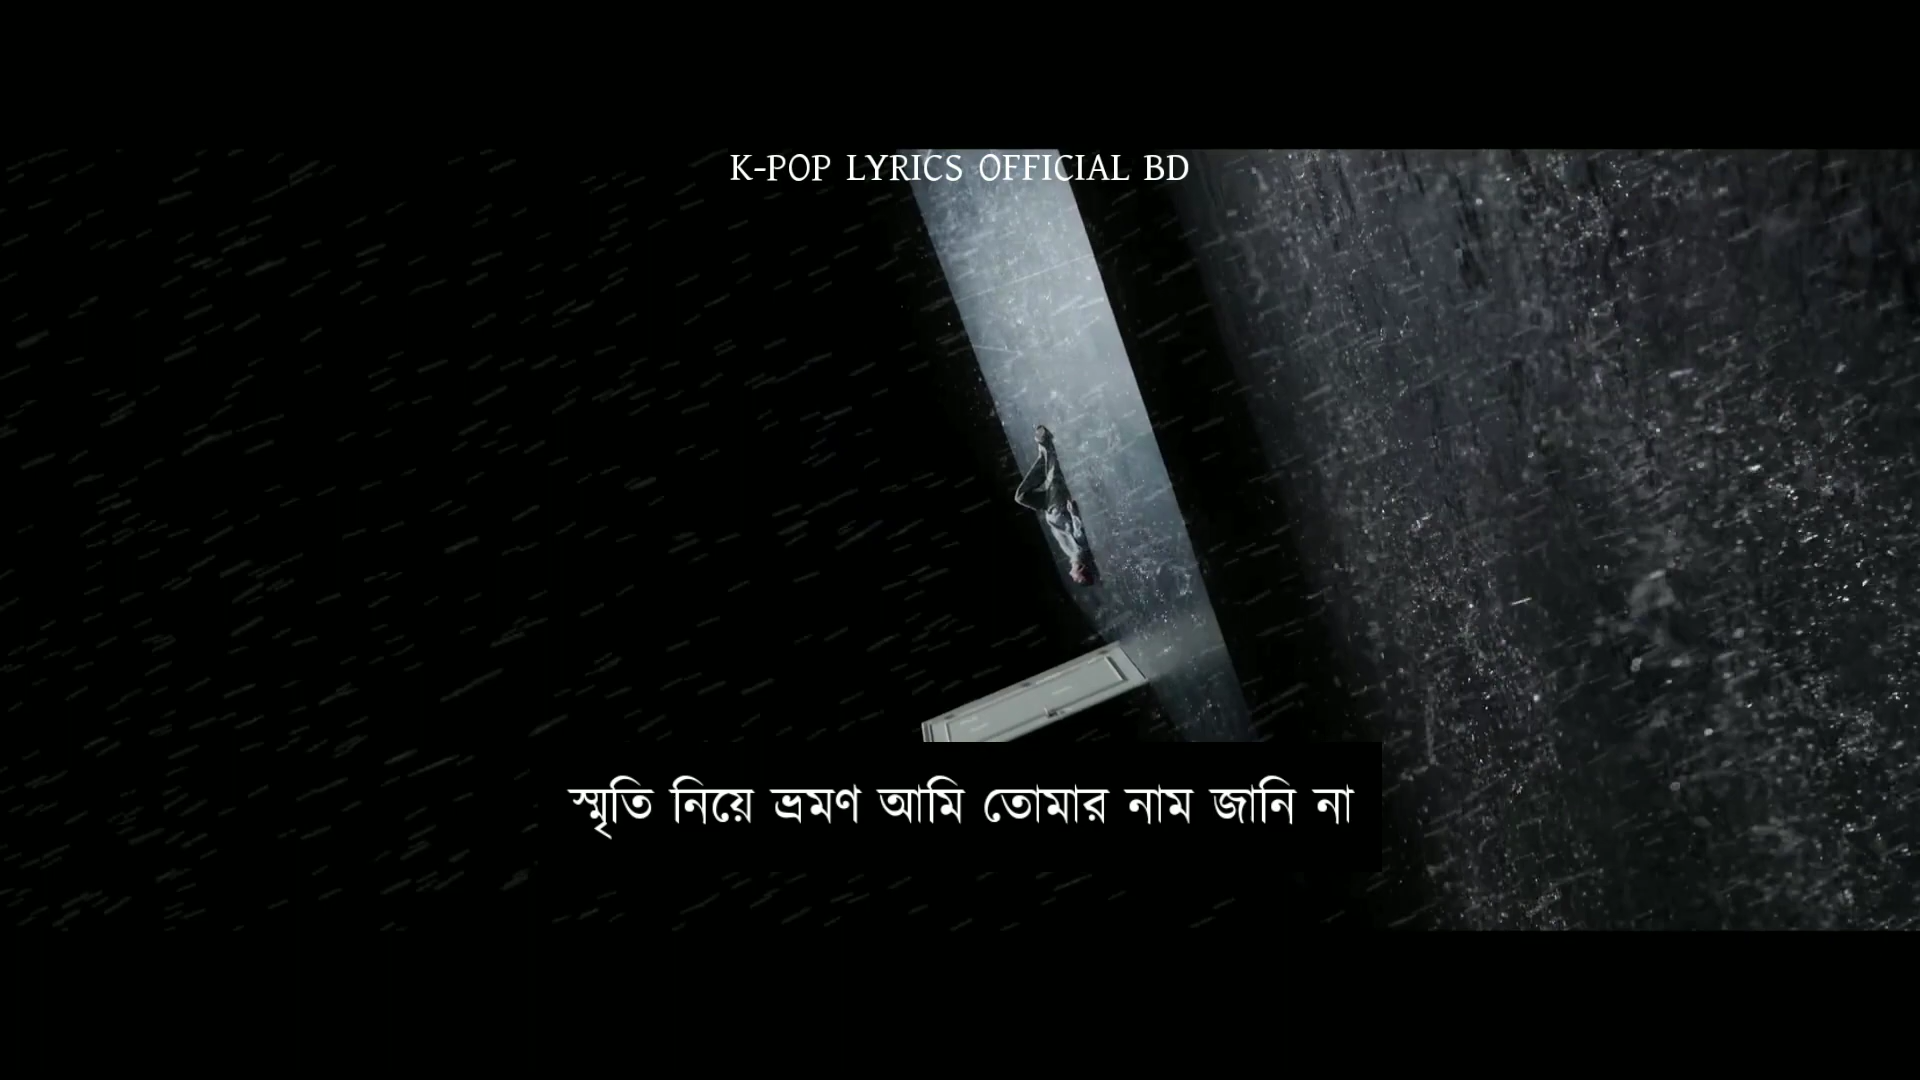 K-POP LYRICS OFFICIAL BD
স্মৃতি নিয়ে ভ্রমণ আমি তোমার নাম জানি না